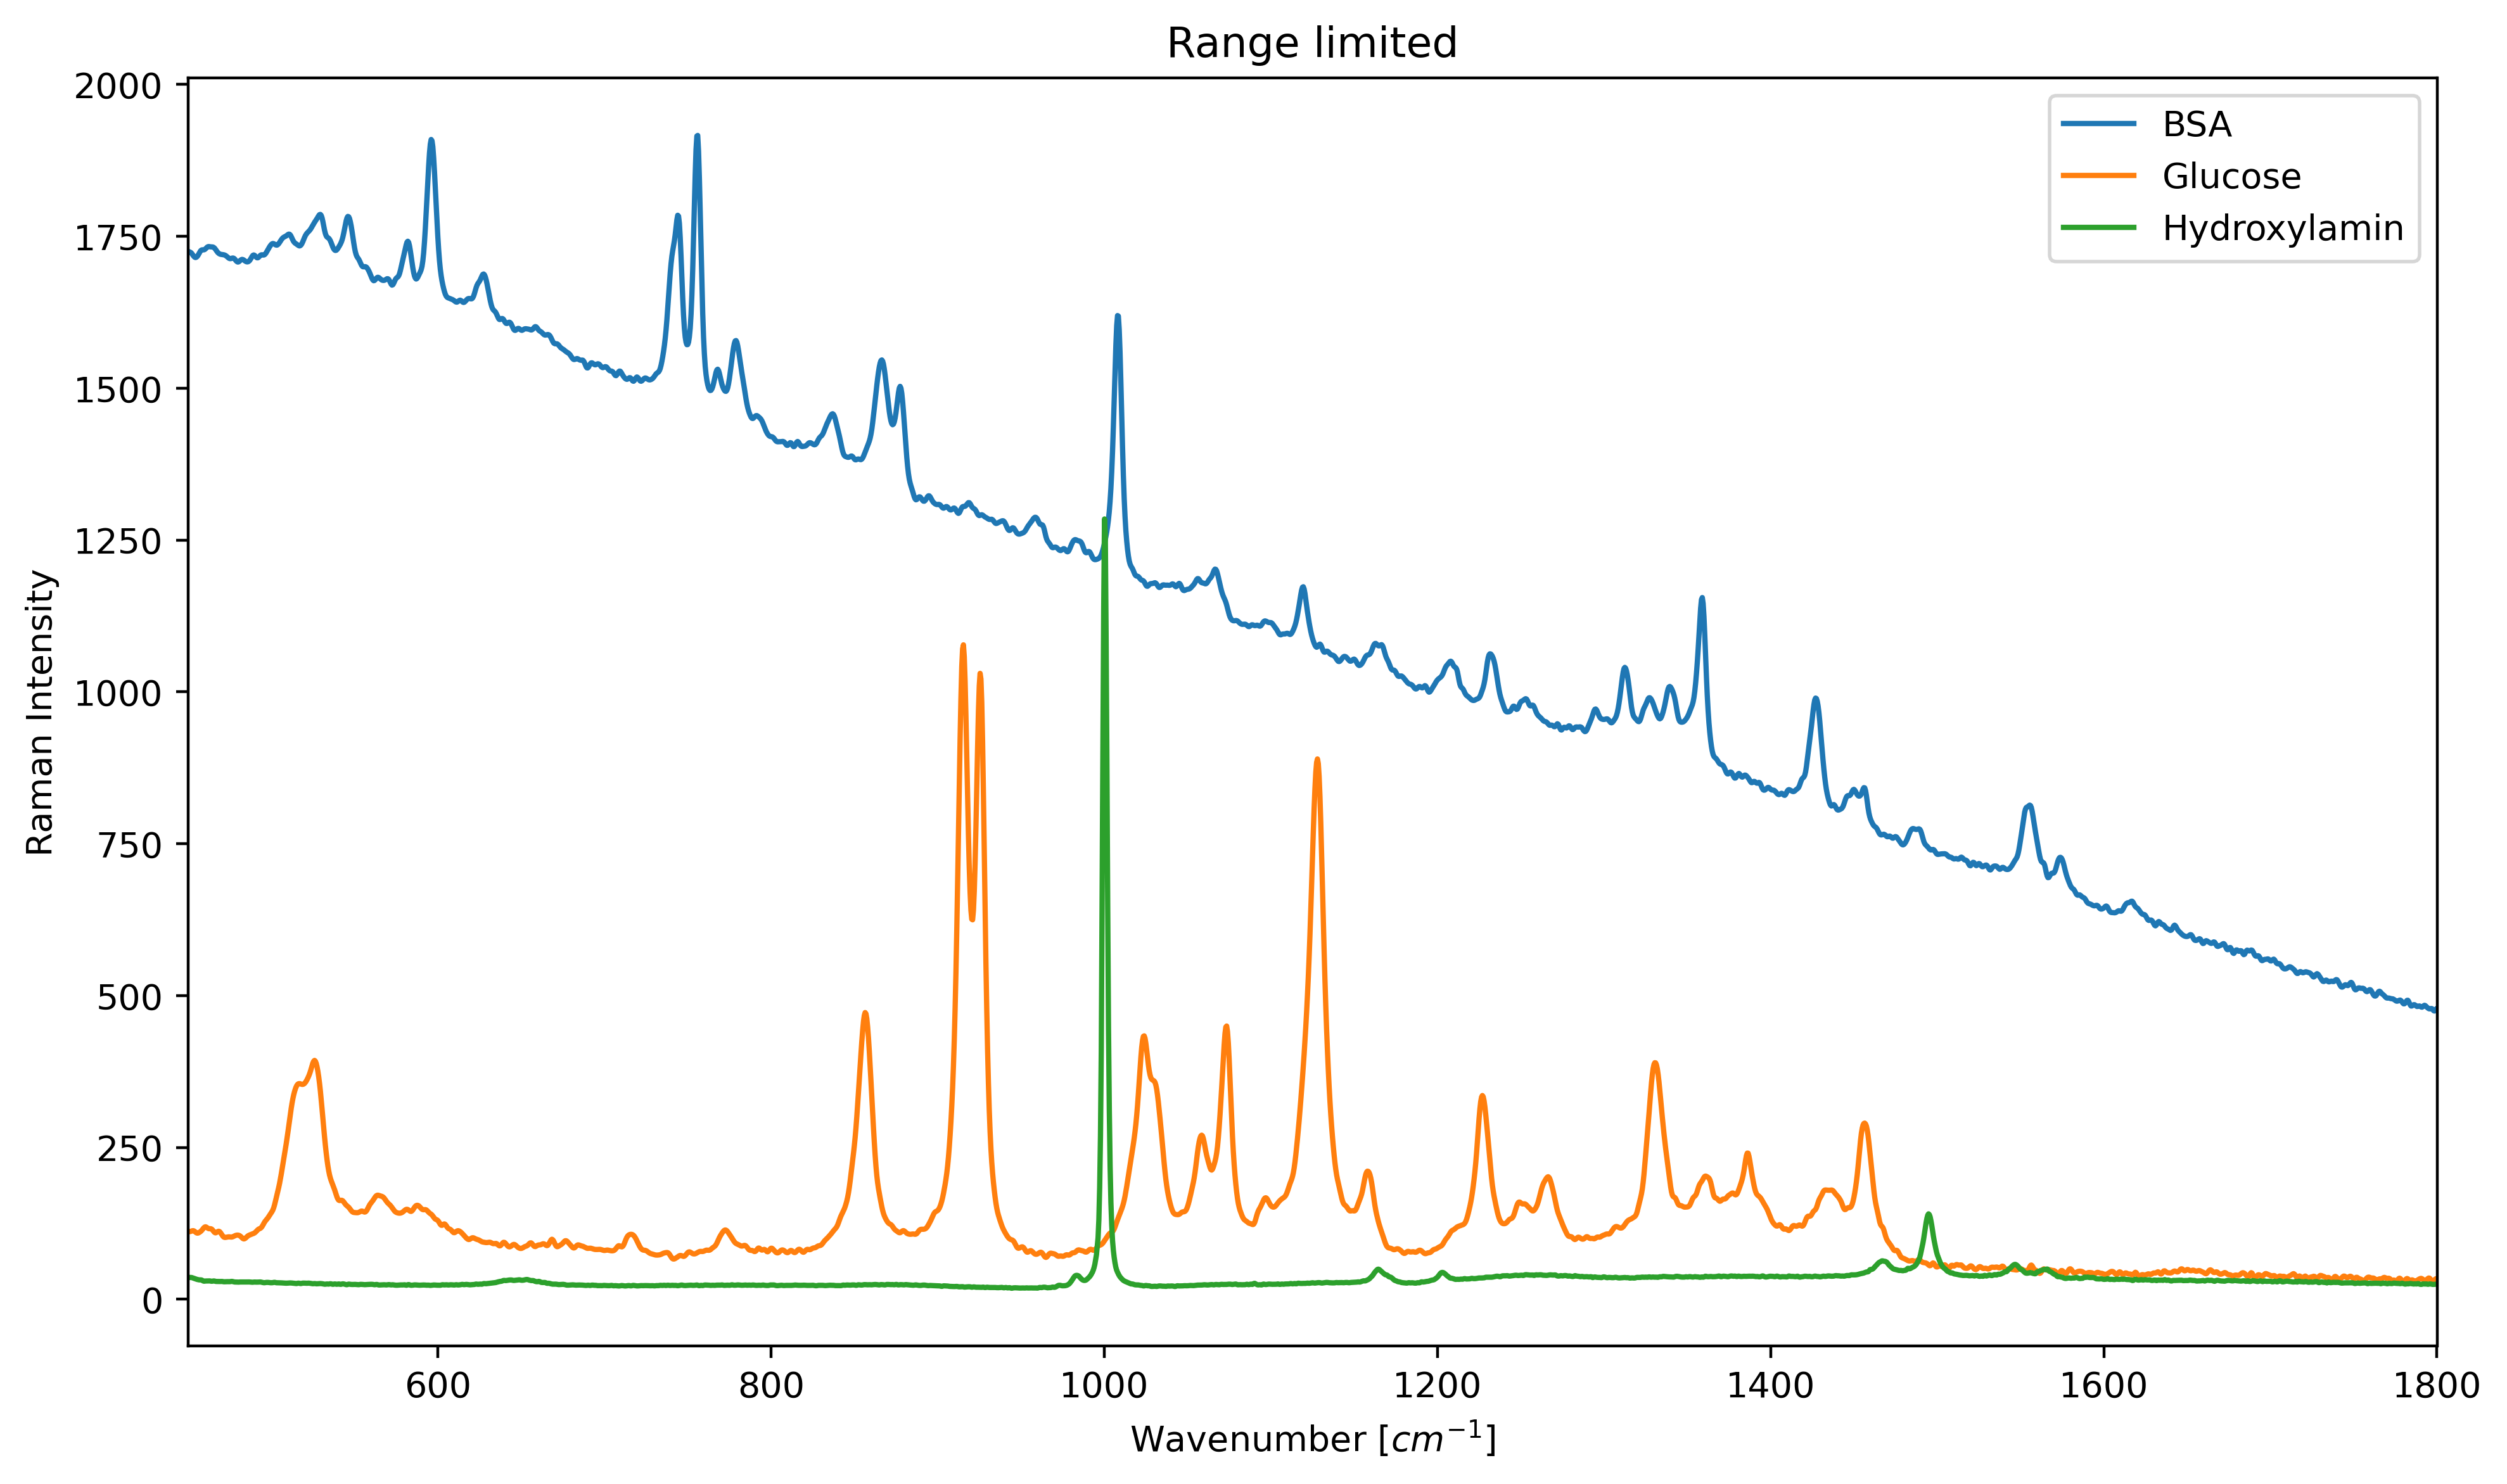 Range limited
2000
1750
1500
1250
1000
750
500
250
0
Raman Intensity
BSA
Glucose
Hydroxylamin
600
800
1000
1200
1400
1600
1800
Wavenumber [cm⁻¹]